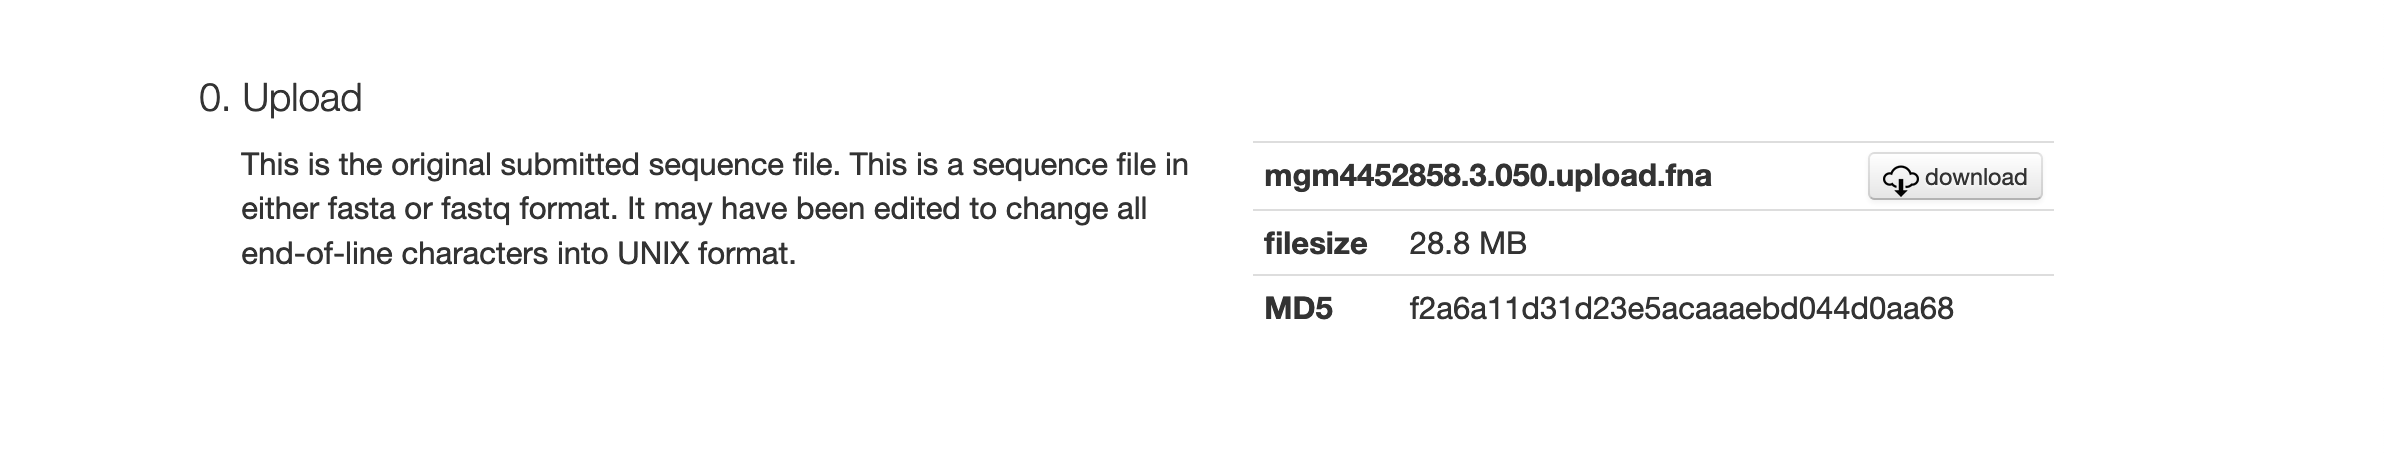 0. Upload
This is the original submitted sequence file. This is a sequence file in
either fasta or fastq format. It may have been edited to change all
end-of-line characters into UNIX format.
mgm4452858.3.050.upload.fna download
filesize 28.8 MB
MD5 f2a6a11d31d23e5acaaaebd044d0aa68